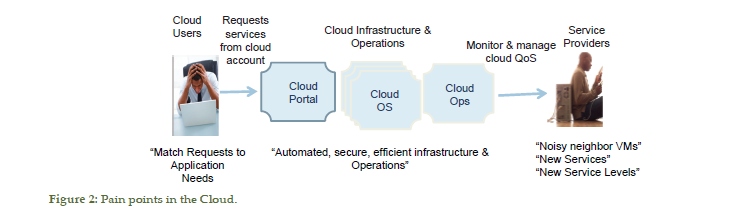 Cloud
Users
Requests
services
from cloud
account
Cloud Infrastructure &
Operations
Monitor & manage
cloud QoS
Service
Providers
Cloud
Portal
Cloud
OS
Cloud
Ops
“Match Requests to
Application
Needs
“Automated, secure, efficient infrastructure &
Operations”
“Noisy neighbor VMs”
“New Services”
“New Service Levels”
Figure 2: Pain points in the Cloud.